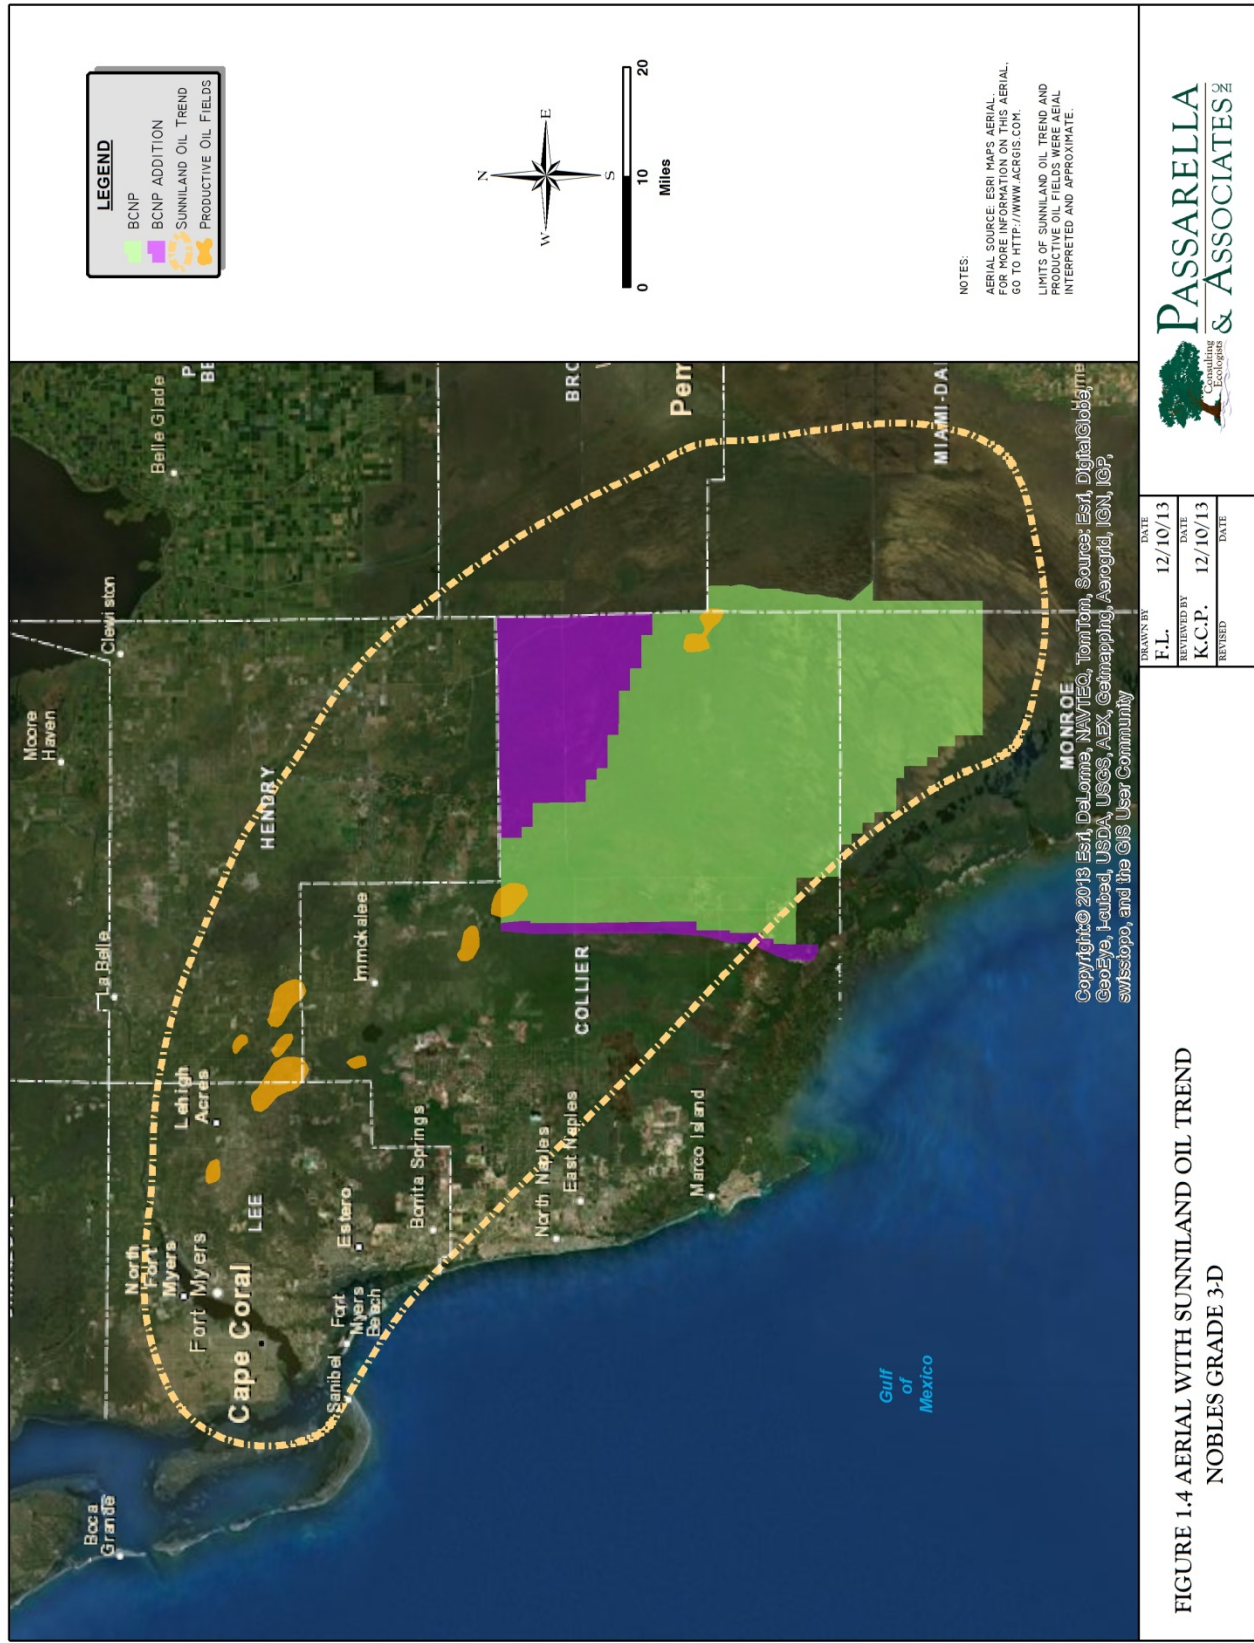 LEGEND
BCNP
BCNP ADDITION
SUNNILAND OIL TREND
PRODUCTIVE OIL FIELDS
N
W
E
S
0
10
20
Miles
NOTES:
AERIAL SOURCE: ESRI MAPS AERIAL.
FOR MORE INFORMATION ON THIS AERIAL,
GO TO HTTP://WWW.ACRGIS.COM.
LIMITS OF SUNNILAND OIL TREND AND
PRODUCTIVE OIL FIELDS WERE AEIAL
INTERPRETED AND APPROXIMATE.
Boca
Grande
North
Fort
Myers
Fort Myers
Cape Coral
Sanibel
Fort
Myers
Beach
LEE
Estero
Lehigh
Acres
La Belle
Bonita Springs
North Naples
East Naples
Marco Island
Immokalee
COLLIER
HENDRY
Moore
Haven
Clewiston
Belle Glade
P
BE
BRO
Pem
MIAMI-DA
MONROE
Gulf
of
Mexico
Copyright:© 2013 Esri, DeLorme, NAVTEQ, TomTom, Source: Esri, DigitalGlobe,
GeoEye, i-cubed, USDA, USGS, AEX, Getmapping, Aerogrid, IGN, IGP,
swisstopo, and the GIS User Community
FIGURE 1.4 AERIAL WITH SUNNILAND OIL TREND
NOBLES GRADE 3-D
DRAWN BY
DATE
F.L.
12/10/13
REVIEWED BY
DATE
K.C.P.
12/10/13
REVISED
DATE
Consulting
Ecologists
PASSARELLA
& ASSOCIATES INC